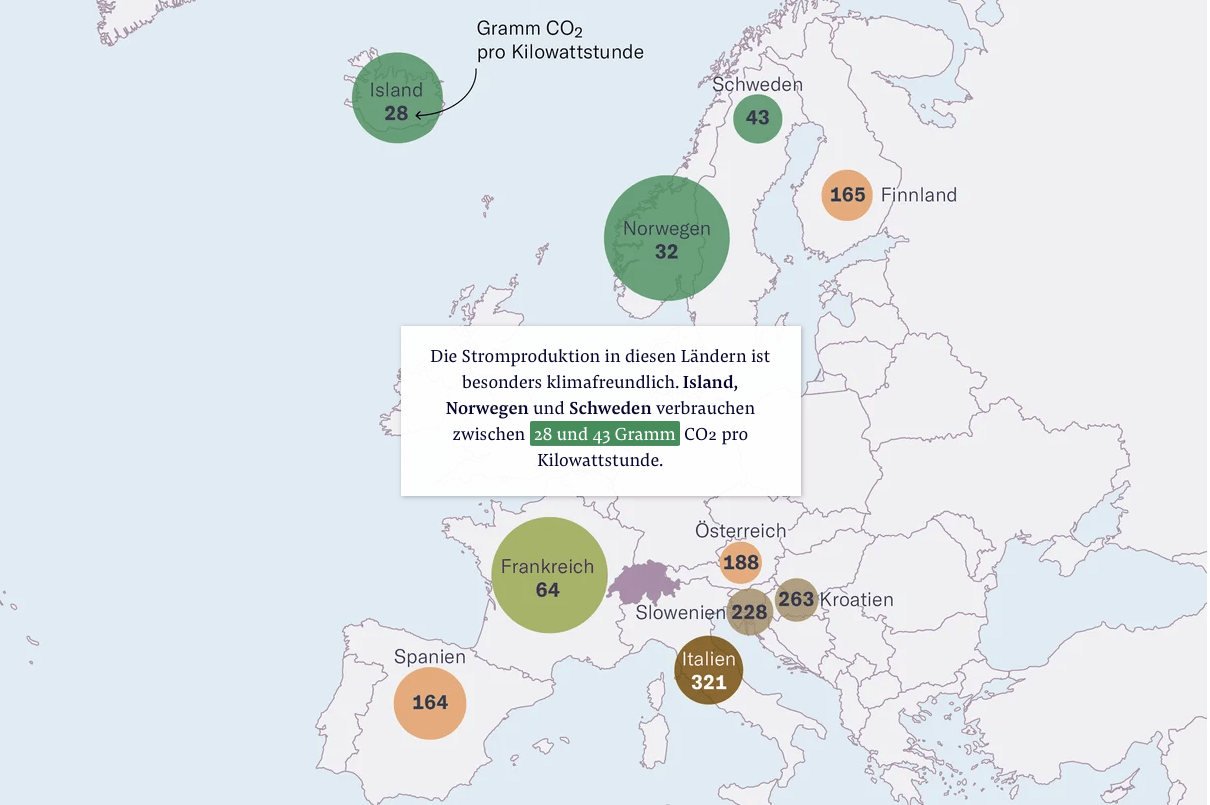 Gramm CO2
pro Kilowattstunde
Island
28
Schweden
43
165 Finnland
Norwegen
32
Die Stromproduktion in diesen Ländern ist
besonders klimafreundlich. Island,
Norwegen und Schweden verbrauchen
zwischen 28 und 43 Gramm CO2 pro
Kilowattstunde.
Österreich
188
Frankreich
64
263 Kroatien
Slowenien 228
Spanien
164
Italien
321